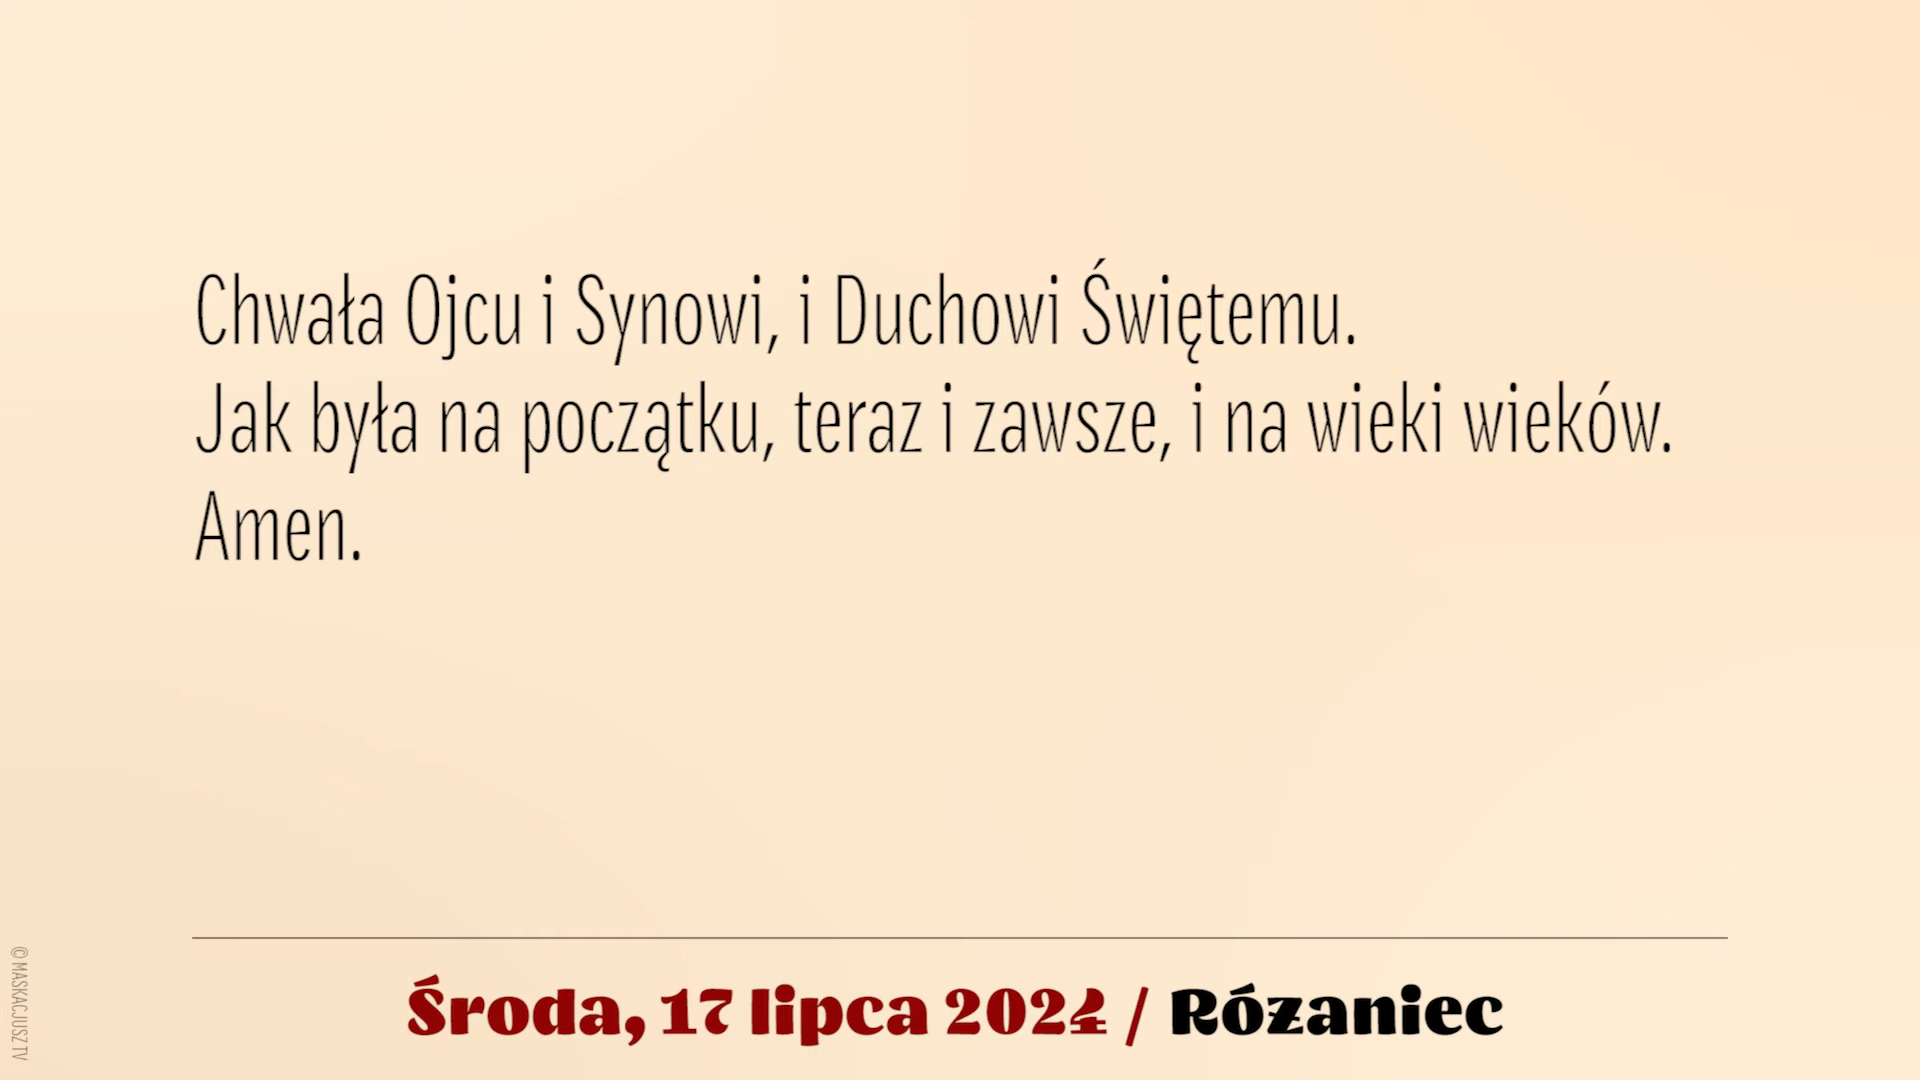 Chwała Ojcu i Synowi, i Duchowi Świętemu.
Jak była na początku, teraz i zawsze, i na wieki wieków.
Amen.
Środa, 17 lipca 2024 / Różaniec
© MASKACJUSZ TV